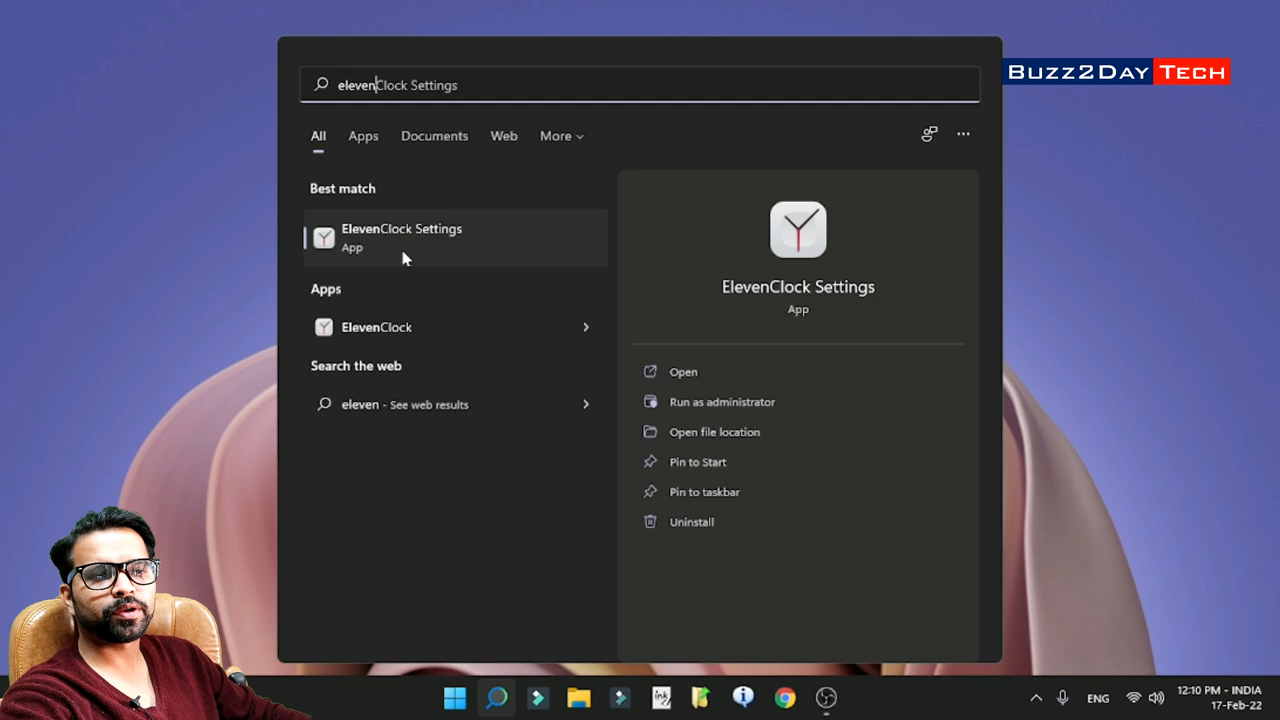 elevenClock Settings
BUZZ2DAY TECH
All Apps Documents Web More
Best match
ElevenClock Settings
App
Apps
ElevenClock
Search the web
eleven - See web results
ElevenClock Settings
App
Open
Run as administrator
Open file location
Pin to Start
Pin to taskbar
Uninstall
ink
ENG
12:10 PM - INDIA
17-Feb-22